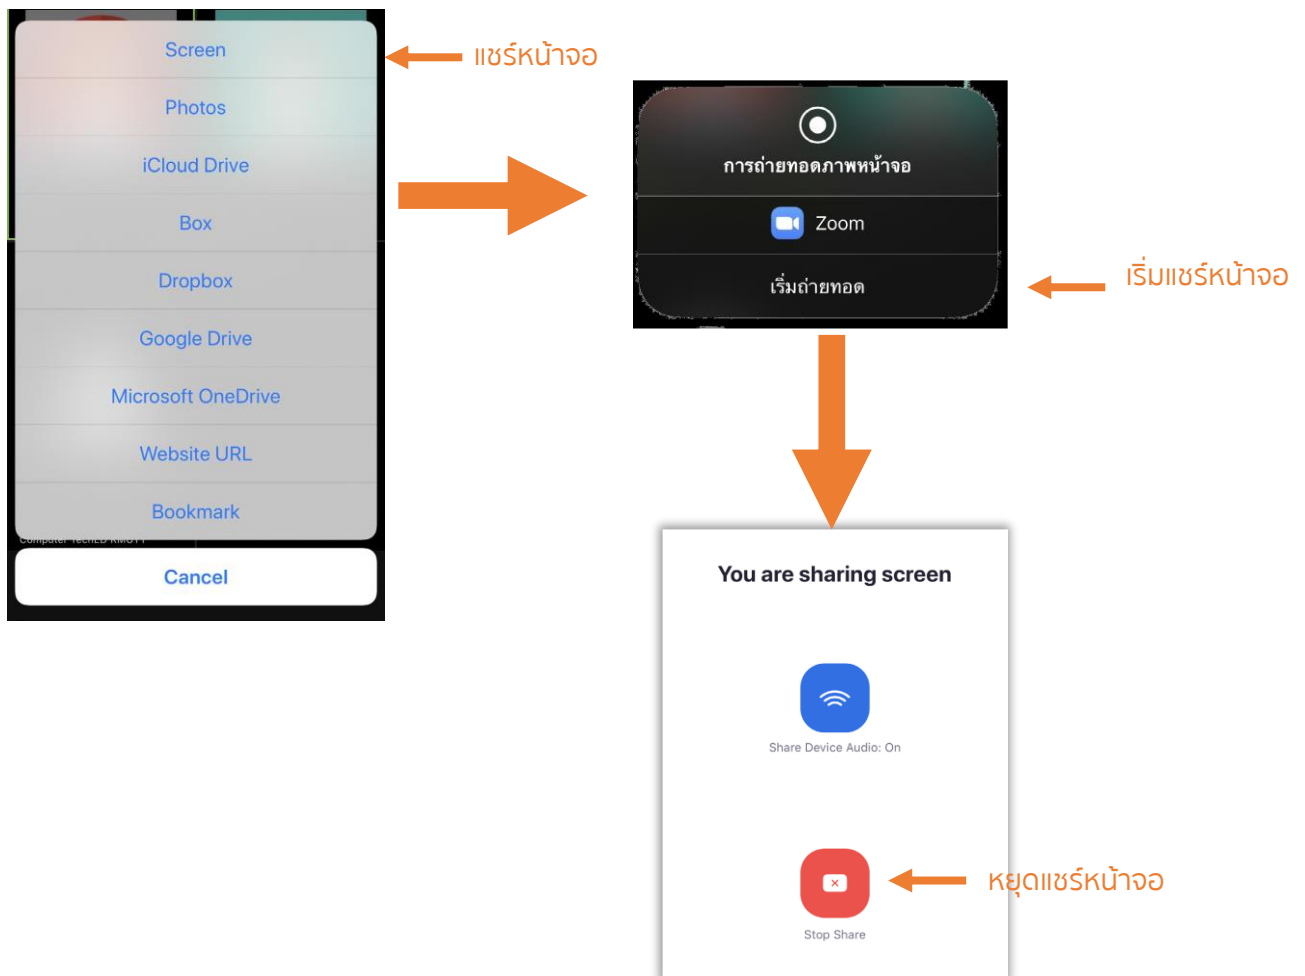 Screen
แชร์หน้าจอ
Photos
iCloud Drive
Box
Dropbox
Google Drive
Microsoft OneDrive
Website URL
Bookmark
Cancel
การถ่ายทอดภาพหน้าจอ
Zoom
เริ่มถ่ายทอด
เริ่มแชร์หน้าจอ
You are sharing screen
Share Device Audio: On
หยุดแชร์หน้าจอ
Stop Share